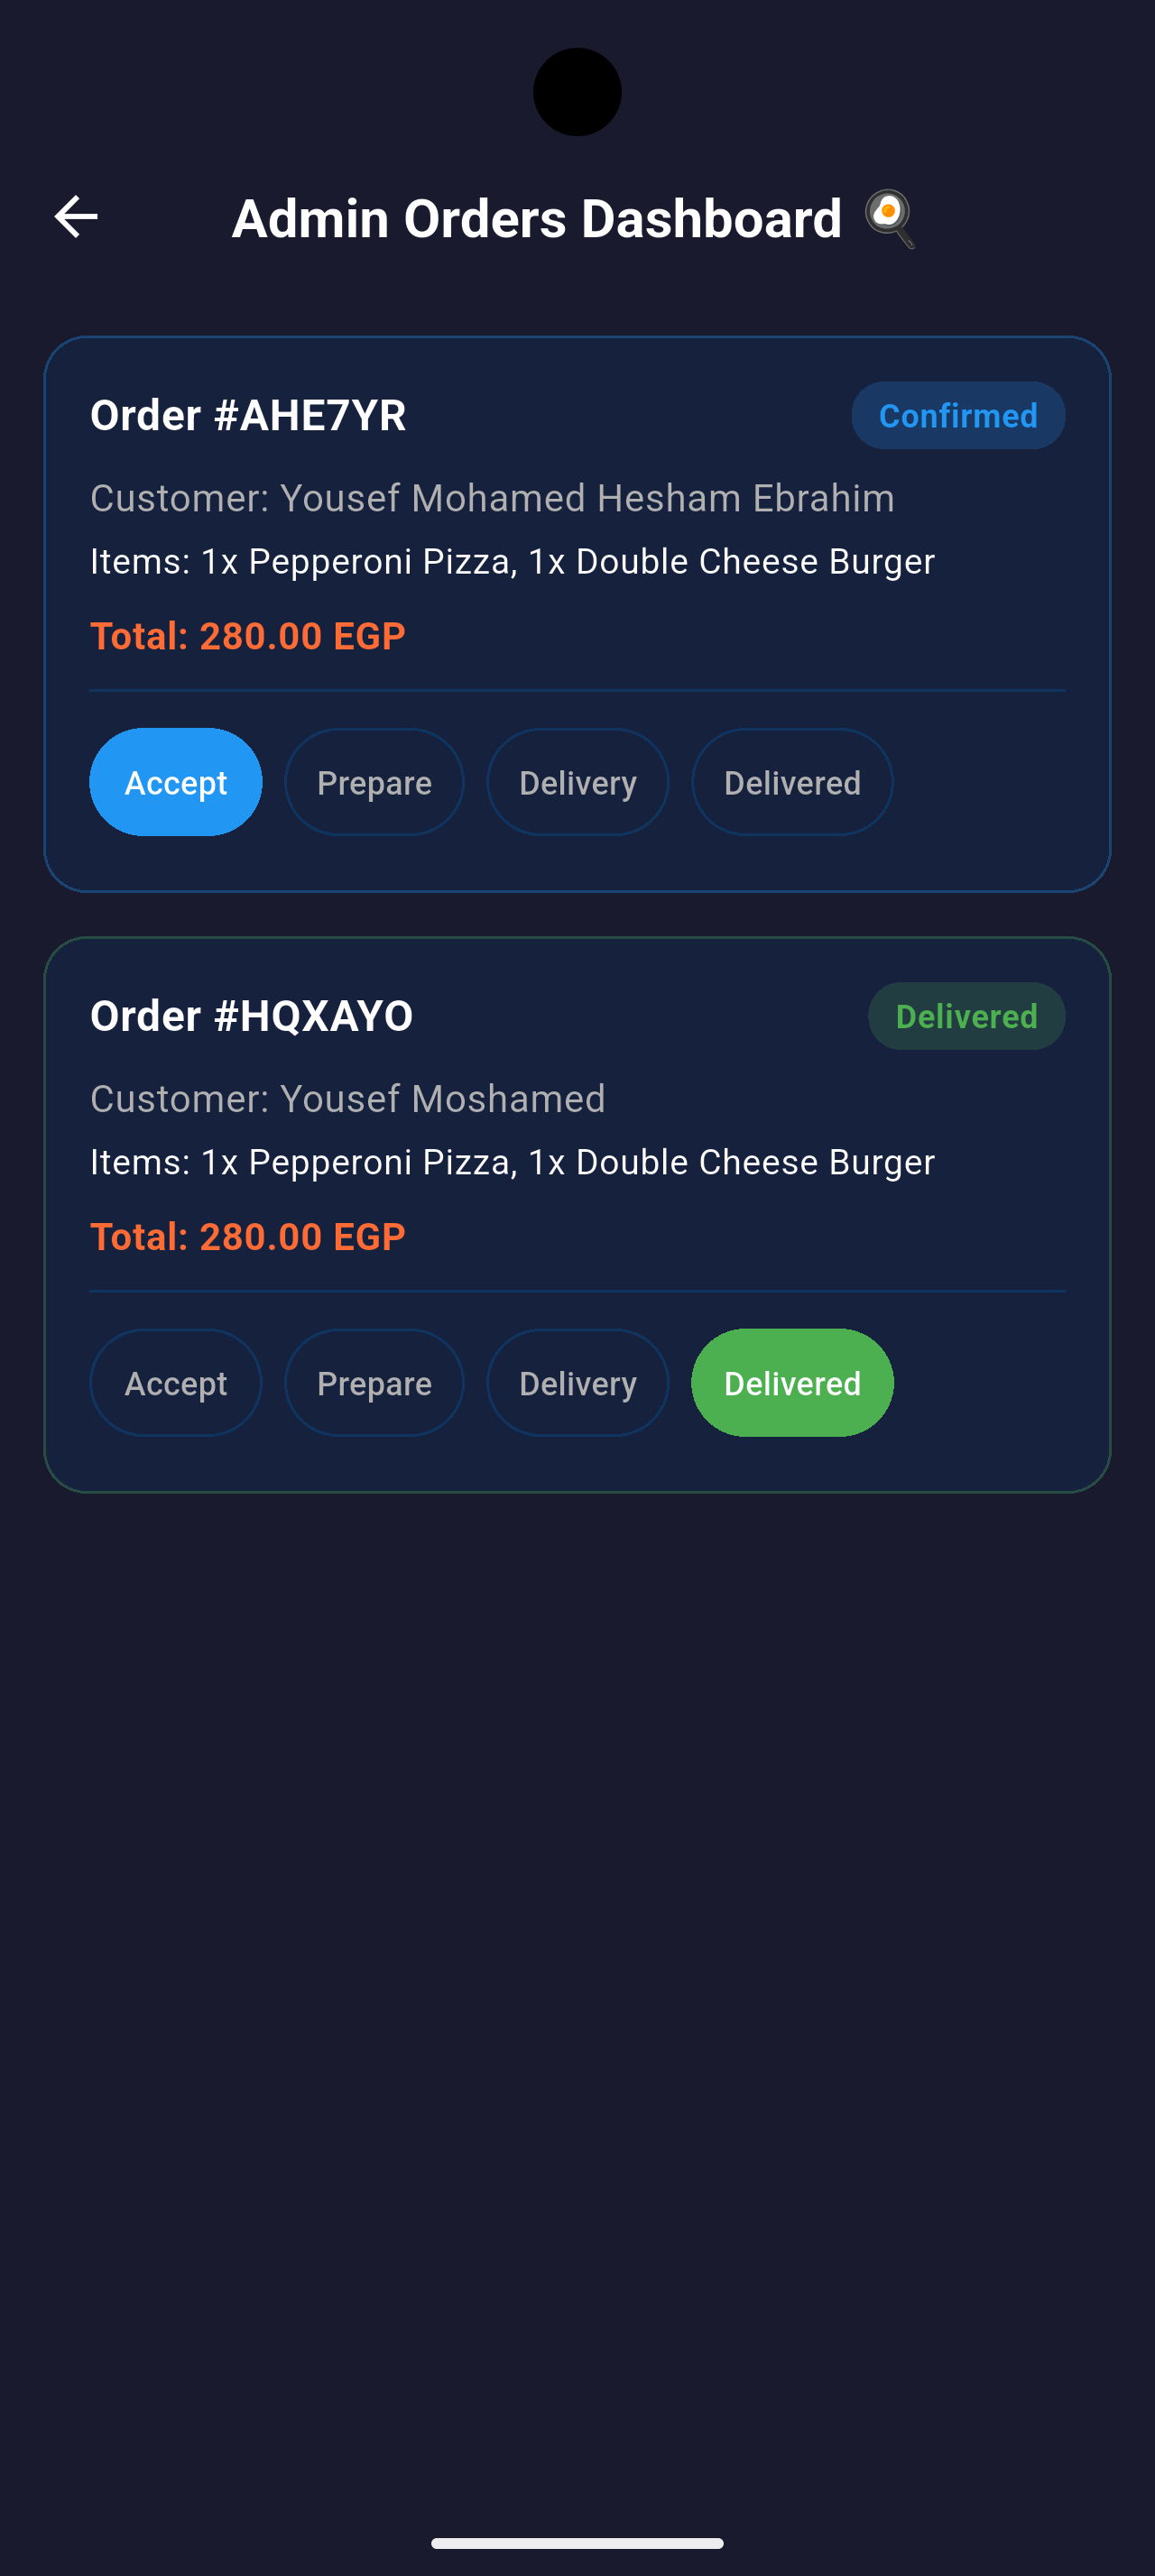 Admin Orders Dashboard 🍳
Order #AHE7YR
Confirmed
Customer: Yousef Mohamed Hesham Ebrahim
Items: 1x Pepperoni Pizza, 1x Double Cheese Burger
Total: 280.00 EGP
Accept
Prepare
Delivery
Delivered
Order #HQXAYO
Delivered
Customer: Yousef Moshamed
Items: 1x Pepperoni Pizza, 1x Double Cheese Burger
Total: 280.00 EGP
Accept
Prepare
Delivery
Delivered